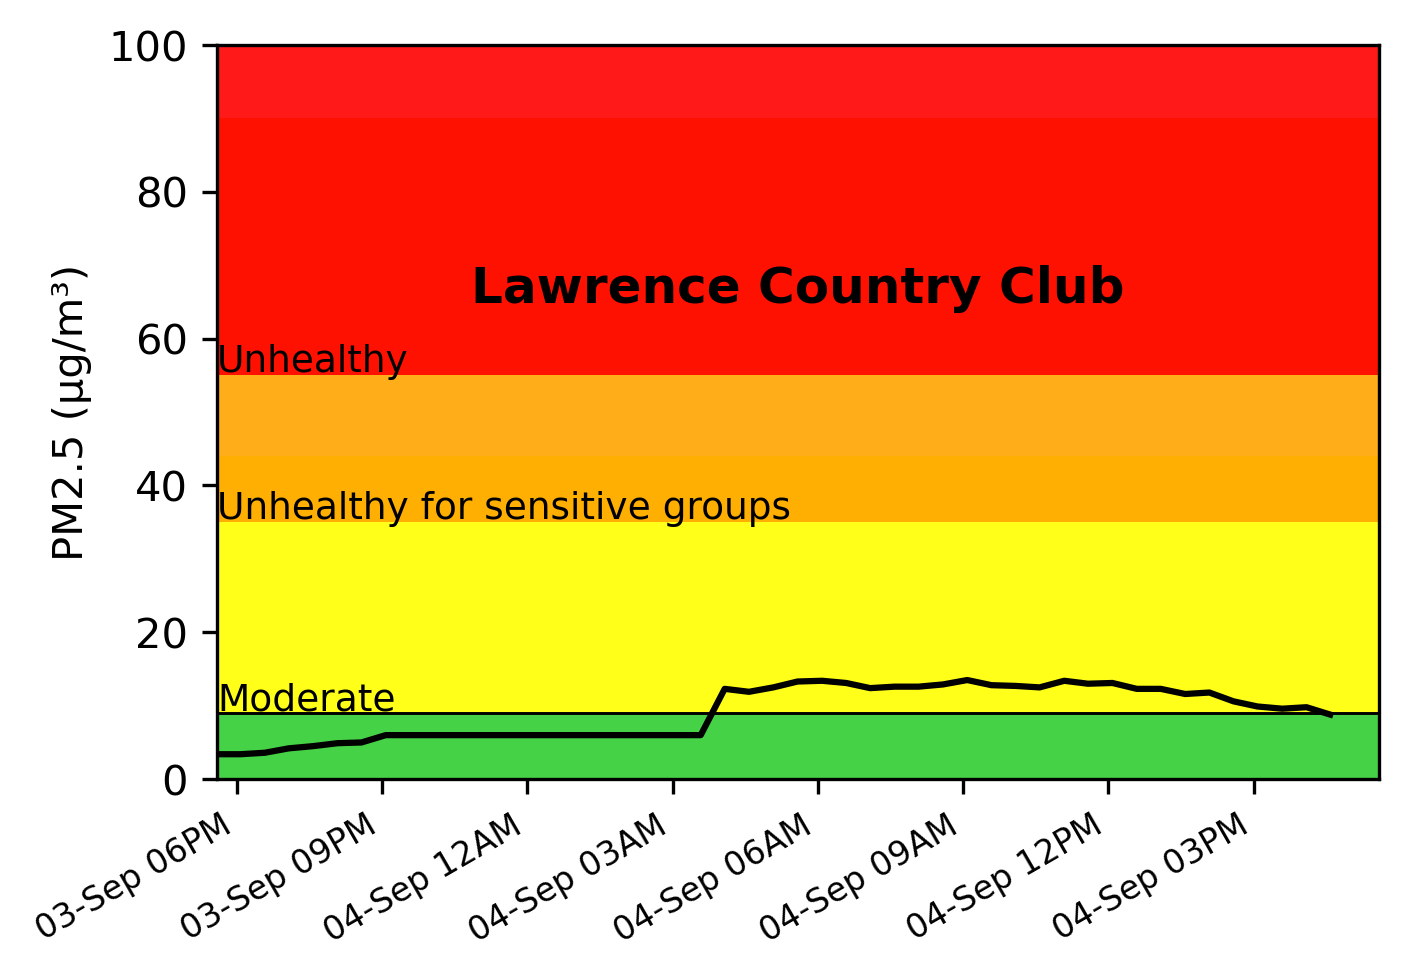 100
80
60
40
20
0
PM2.5 (µg/m³)
Lawrence Country Club
Unhealthy
Unhealthy for sensitive groups
Moderate
03-Sep 06PM
03-Sep 09PM
04-Sep 12AM
04-Sep 03AM
04-Sep 06AM
04-Sep 09AM
04-Sep 12PM
04-Sep 03PM